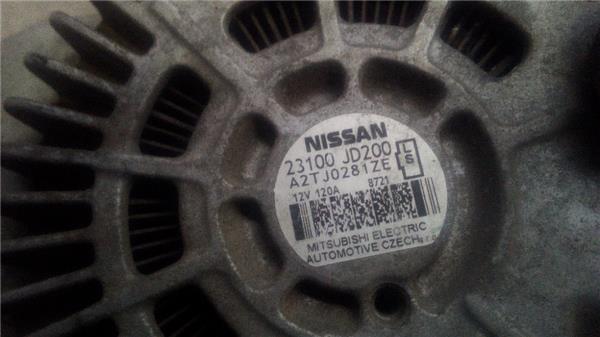 NISSAN
23100 JD200
A2TJ0281ZE
L
S
12V 120A 8721
MITSUBISHI ELECTRIC
AUTOMOTIVE CZECH s.r.o